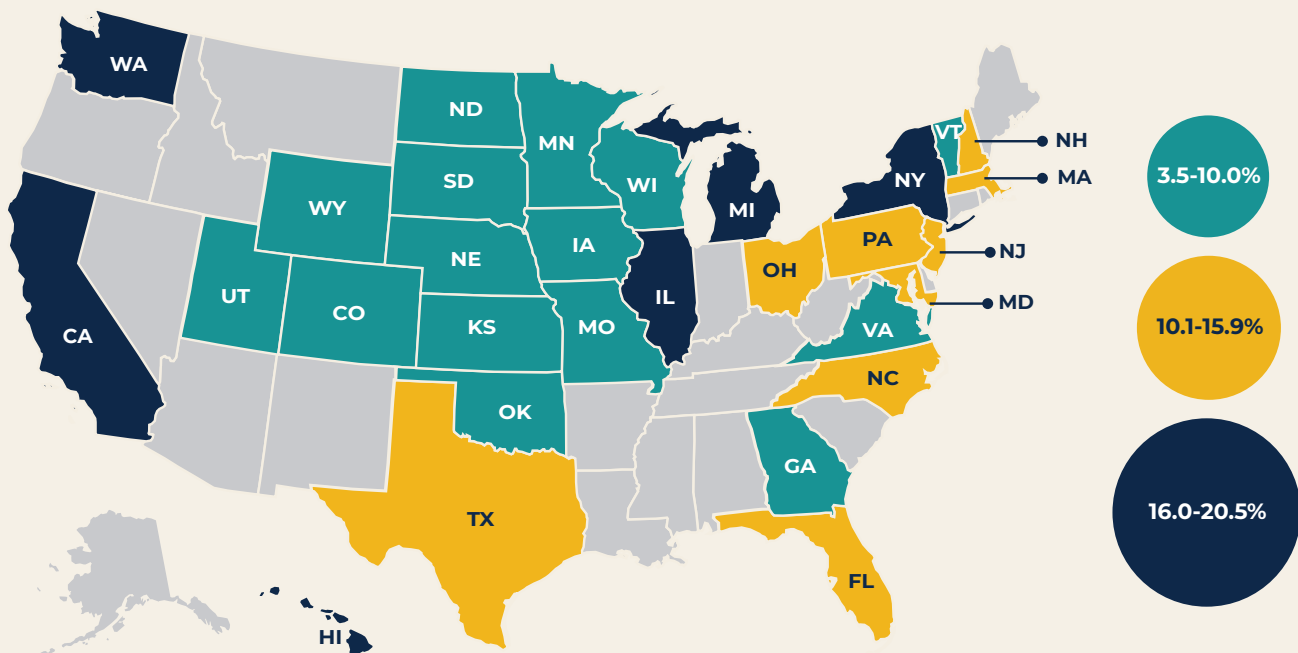 WA
ND
MN
VT
NH
MA
SD
WI
NY
MI
WY
PA
NE
IA
OH
NJ
UT
CO
IL
MD
CA
KS
MO
VA
NC
OK
GA
TX
FL
HI
3.5-10.0%
10.1-15.9%
16.0-20.5%